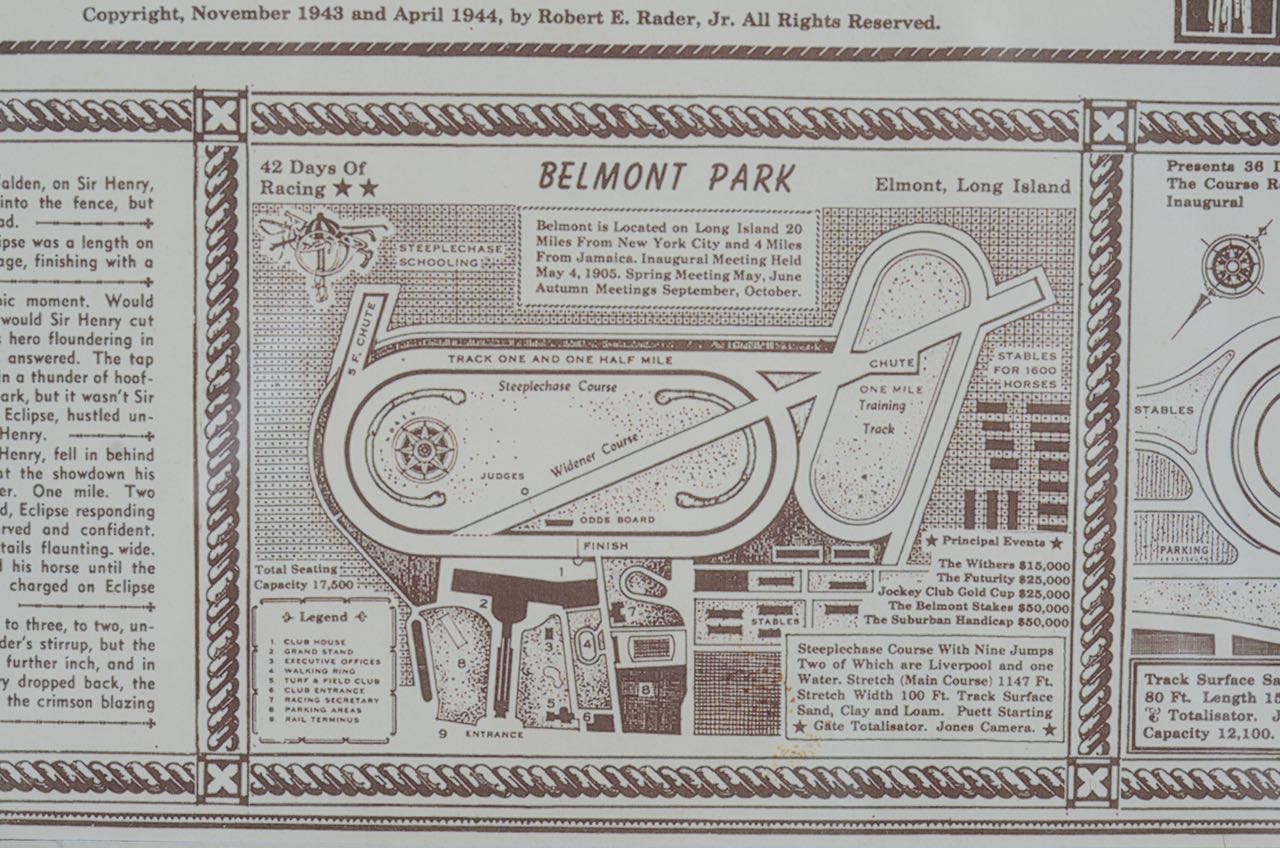 Copyright, November 1943 and April 1944, by Robert E. Rader, Jr. All Rights Reserved.
alden, on Sir Henry,
into the fence, but
ad.
ipse was a length on
age, finishing with a
ic moment. Would
would Sir Henry cut
hero floundering in
answered. The tap
in a thunder of hoof-
ark, but it wasn't Sir
Eclipse, hustled un-
Henry.
Henry, fell in behind
at the showdown his
er. One mile. Two
d, Eclipse responding
rved and confident.
tails flaunting. wide.
his horse until the
charged on Eclipse
to three, to two, un-
der's stirrup, but the
further inch, and in
ry dropped back, the
the crimson blazing
42 Days Of
Racing ★ ★
BELMONT PARK
Elmont, Long Island
STEEPLECHASE
SCHOOLING
Belmont is Located on Long Island 20
Miles From New York City and 4 Miles
From Jamaica. Inaugural Meeting Held
May 4, 1905. Spring Meeting May, June
Autumn Meetings September, October.
5 F. CHUTE
TRACK ONE AND ONE HALF MILE
Steeplechase Course
NORTH
JUDGES
Widener Course
ODDS BOARD
FINISH
CHUTE
ONE MILE
Training
Track
STABLES
FOR 1600
HORSES
Total Seating
Capacity 17,500
Legend
1 CLUB HOUSE
2 GRAND STAND
3 EXECUTIVE OFFICES
4 WALKING RING
5 TURF & FIELD CLUB
6 CLUB ENTRANCE
7 RACING SECRETARY
8 PARKING AREAS
9 RAIL TERMINUS
1
2
3
4
5
6
7
8
8
9 ENTRANCE
STABLES
★ Principal Events ★
The Withers $15,000
The Futurity $25,000
Jockey Club Gold Cup $25,000
The Belmont Stakes $50,000
The Suburban Handicap $50,000
Steeplechase Course With Nine Jumps
Two of Which are Liverpool and one
Water. Stretch (Main Course) 1147 Ft.
Stretch Width 100 Ft. Track Surface
Sand, Clay and Loam. Puett Starting
★ Gate Totalisator. Jones Camera. ★
Presents 36
The Course R
Inaugural
STABLES
PARKING
Track Surface Sa
80 Ft. Length 15
Totalisator. J
Capacity 12,100.